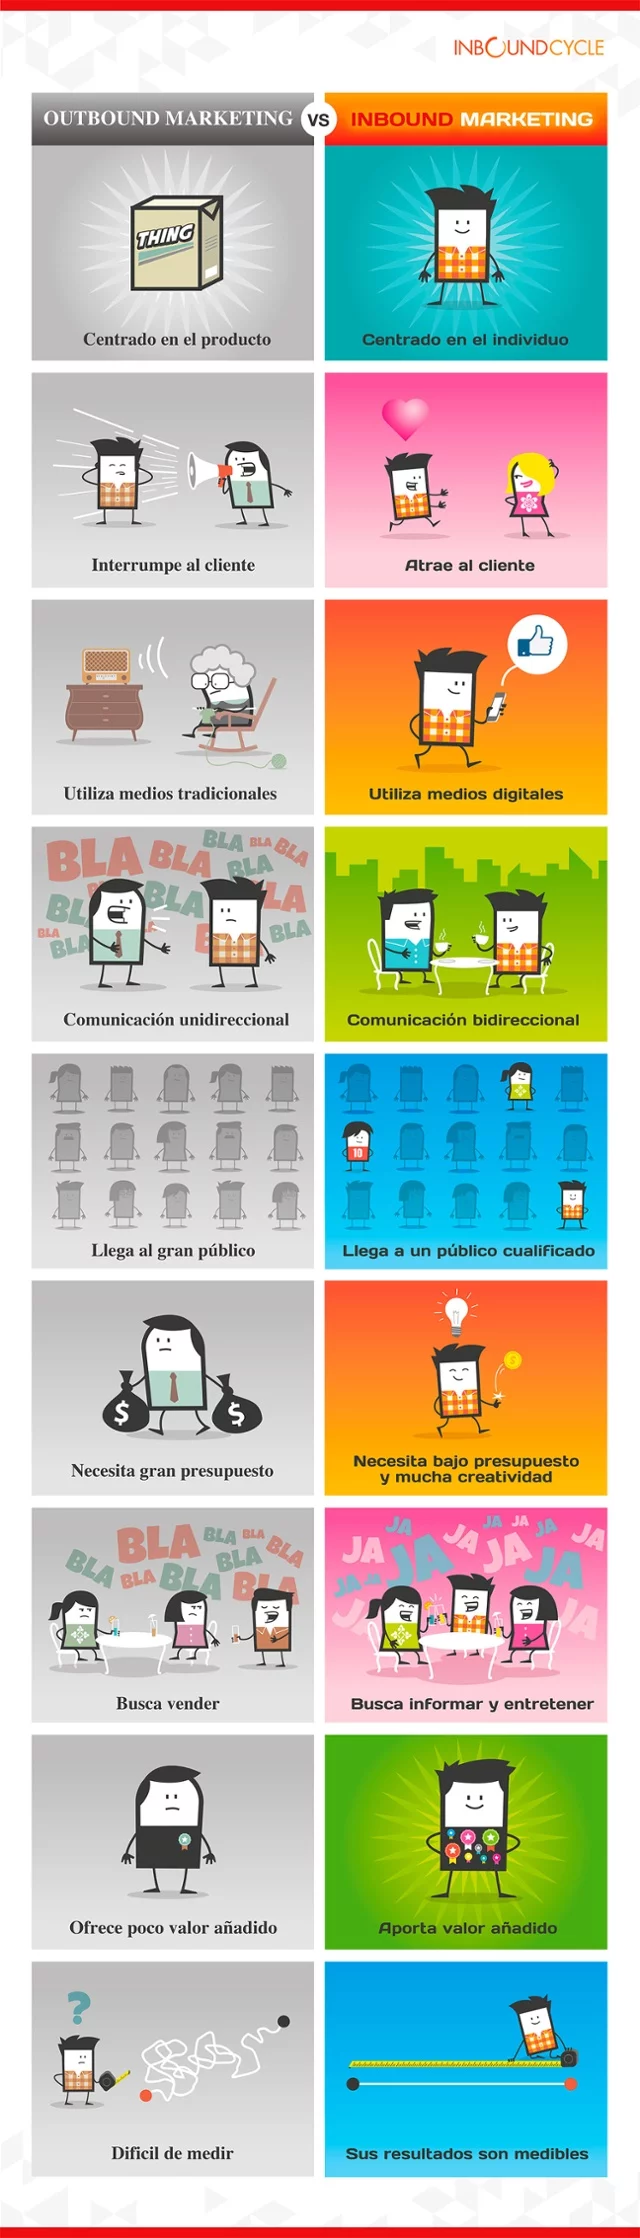 INBOUNDCYCLE
OUTBOUND MARKETING VS INBOUND MARKETING
THING
Centrado en el producto
Centrado en el individuo
Interrumpe al cliente
Atrae al cliente
Utiliza medios tradicionales
Utiliza medios digitales
BLA BLA BLA BLA BLA
BLA
BLA BLA BLA
BLA BLA BLA
Comunicación unidireccional
Comunicación bidireccional
10
Llega al gran público
Llega a un público cualificado
$ $
$
Necesita gran presupuesto
Necesita bajo presupuesto
y mucha creatividad
BLA BLA BLA BLA
BLA BLA
BLA BLA BLA
JA JA JA JA JA
JA JA JA JA
JA JA JA JA
Busca vender
Busca informar y entretener
Ofrece poco valor añadido
Aporta valor añadido
?
Dificil de medir
Sus resultados son medibles